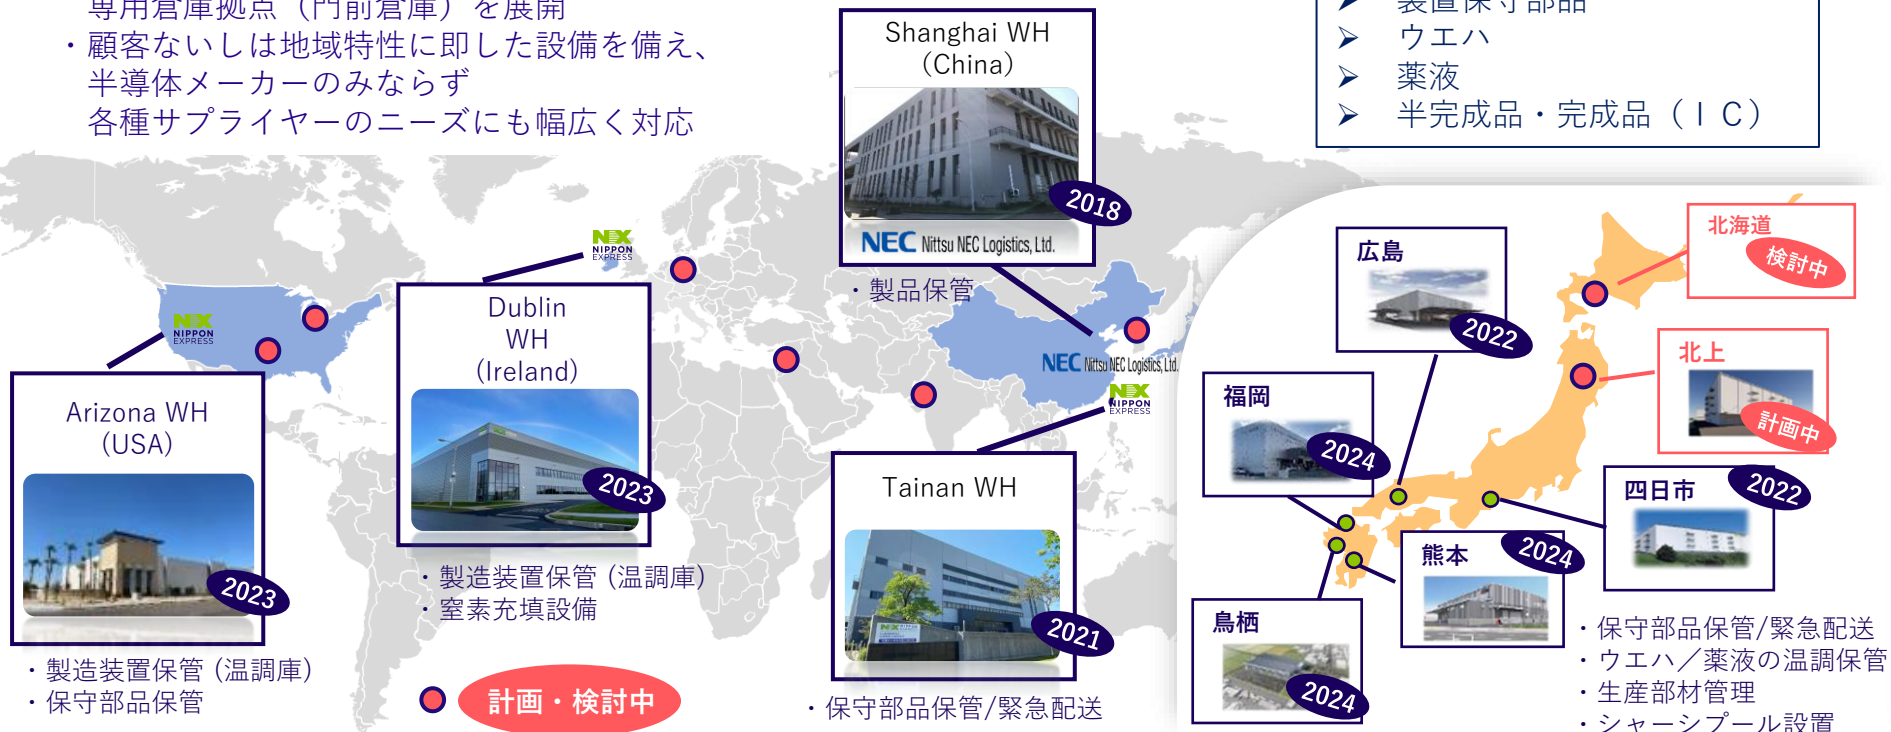 専用倉庫拠点（門前倉庫）を展開
・顧客ないしは地域特性に即した設備を備え、
半導体メーカーのみならず
各種サプライヤーのニーズにも幅広く対応
➤ 装置保守部品
➤ ウエハ
➤ 薬液
➤ 半完成品・完成品（ＩＣ）
Shanghai WH
（China）
2018
NEC Nittsu NEC Logistics, Ltd.
・製品保管
NX
NIPPON
EXPRESS
Dublin
WH
（Ireland）
2023
・製造装置保管（温調庫）
・窒素充填設備
NX
NIPPON
EXPRESS
Arizona WH
（USA）
2023
・製造装置保管（温調庫）
・保守部品保管
計画・検討中
NEC Nittsu NEC Logistics, Ltd.
NX
NIPPON
EXPRESS
Tainan WH
2021
・保守部品保管/緊急配送
北海道
検討中
広島
2022
北上
計画中
福岡
2024
四日市
2022
熊本
2024
鳥栖
2024
・保守部品保管/緊急配送
・ウエハ／薬液の温調保管
・生産部材管理
・シャーシプール設置